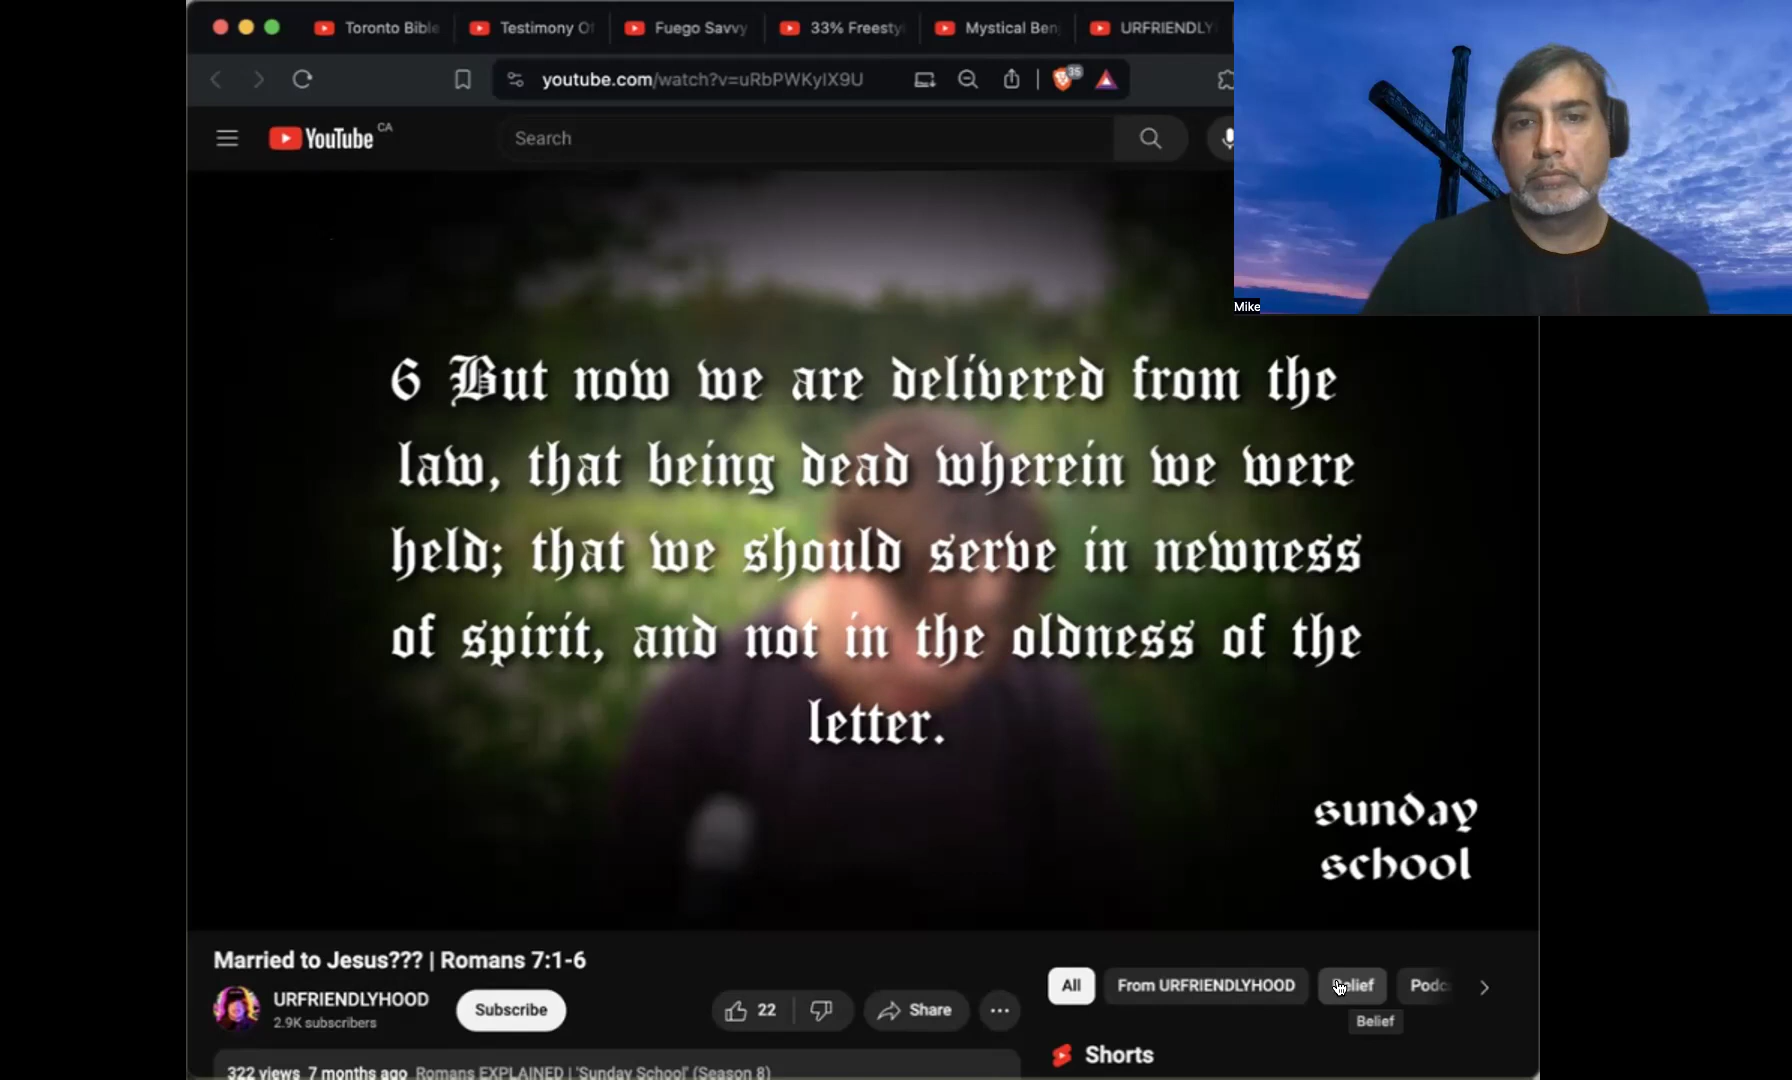 Toronto Bible
Testimony Of
Fuego Savvy
33% Freesty
Mystical Ben
URFRIENDLY
youtube.com/watch?v=uRbPWKyIX9U
35
YouTube CA
Search
Mike
6 But now we are delivered from the
law, that being dead wherein we were
held; that we should serve in newness
of spirit, and not in the oldness of the
letter.
sunday
school
Married to Jesus??? | Romans 7:1-6
URFRIENDLYHOOD
2.9K subscribers
Subscribe
22
Share
All
From URFRIENDLYHOOD
Belief
Podc
Belief
Shorts
322 views 7 months ago Romans EXPLAINED | 'Sunday School' (Season 8)